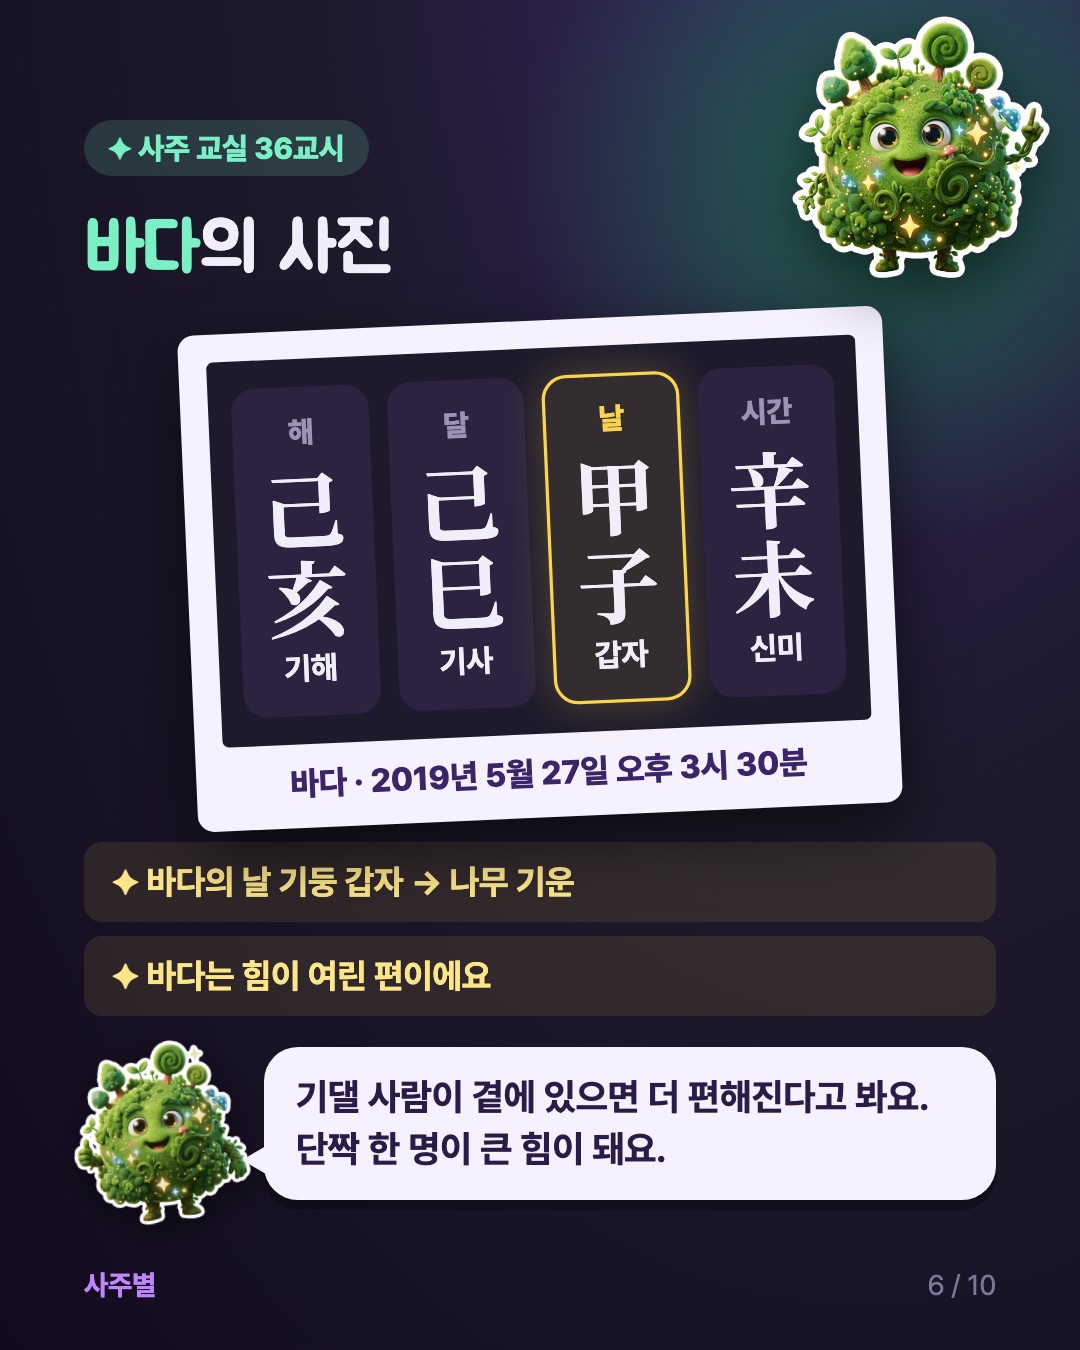 사주 교실 36교시
바다의 사진
해 달 날 시간
己 己 甲 辛
亥 巳 子 未
기해 기사 갑자 신미
바다 · 2019년 5월 27일 오후 3시 30분
바다의 날 기둥 갑자 → 나무 기운
바다는 힘이 여린 편이에요
기댈 사람이 곁에 있으면 더 편해진다고 봐요.
단짝 한 명이 큰 힘이 돼요.
사주별
6 / 10